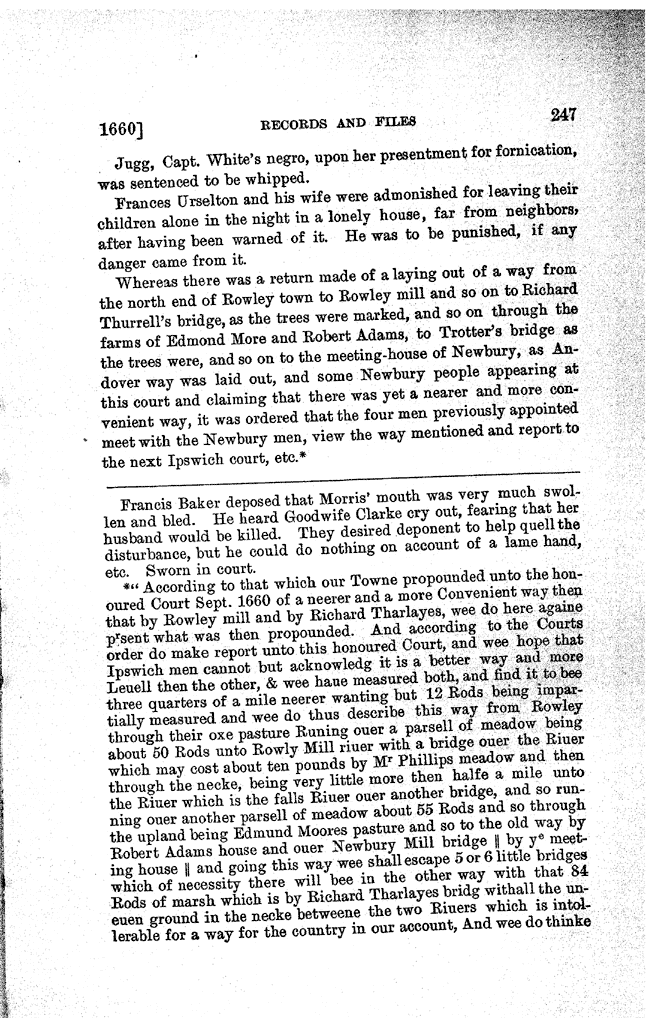 1660] RECORDS AND FILES 247
Jugg, Capt. White's negro, upon her presentment for fornication,
was sentenced to be whipped.
Frances Urselton and his wife were admonished for leaving their
children alone in the night in a lonely house, far from neighbors,
after having been warned of it. He was to be punished, if any
danger came from it.
Whereas there was a return made of a laying out of a way from
the north end of Rowley town to Rowley mill and so on to Richard
Thurrell's bridge, as the trees were marked, and so on through the
farms of Edmond More and Robert Adams, to Trotter's bridge as
the trees were, and so on to the meeting-house of Newbury, as An-
dover way was laid out, and some Newbury people appearing at
this court and claiming that there was yet a nearer and more con-
venient way, it was ordered that the four men previously appointed
meet with the Newbury men, view the way mentioned and report to
the next Ipswich court, etc.*
Francis Baker deposed that Morris' mouth was very much swol-
len and bled. He heard Goodwife Clarke cry out, fearing that her
husband would be killed. They desired deponent to help quell the
disturbance, but he could do nothing on account of a lame hand,
etc. Sworn in court.
*"According to that which our Towne propounded unto the hon-
oured Court Sept. 1660 of a neerer and a more Convenient way then
that by Rowley mill and by Richard Tharlayes, wee do here againe
pʳsent what was then propounded. And according to the Courts
order do make report unto this honoured Court, and wee hope that
Ipswich men cannot but acknowledg it is a better way and more
Leuell then the other, & wee haue measured both, and find it to bee
three quarters of a mile neerer wanting but 12 Rods being impar-
tially measured and wee do thus describe this way from Rowley
through their oxe pasture Runing ouer a parsell of meadow being
about 50 Rods unto Rowly Mill riuer with a bridge ouer the Riuer
which may cost about ten pounds by Mʳ Phillips meadow and then
through the necke, being very little more then halfe a mile unto
the Riuer which is the falls Riuer ouer another bridge, and so run-
ning ouer another parsell of meadow about 55 Rods and so through
the upland being Edmund Moores pasture and so to the old way by
Robert Adams house and ouer Newbury Mill bridge ‖ by yᵉ meet-
ing house ‖ and going this way wee shall escape 5 or 6 little bridges
which of necessity there will bee in the other way with that 84
Rods of marsh which is by Richard Tharlayes bridg withall the un-
euen ground in the necke betweene the two Riuers which is intol-
lerable for a way for the country in our account, And wee do thinke